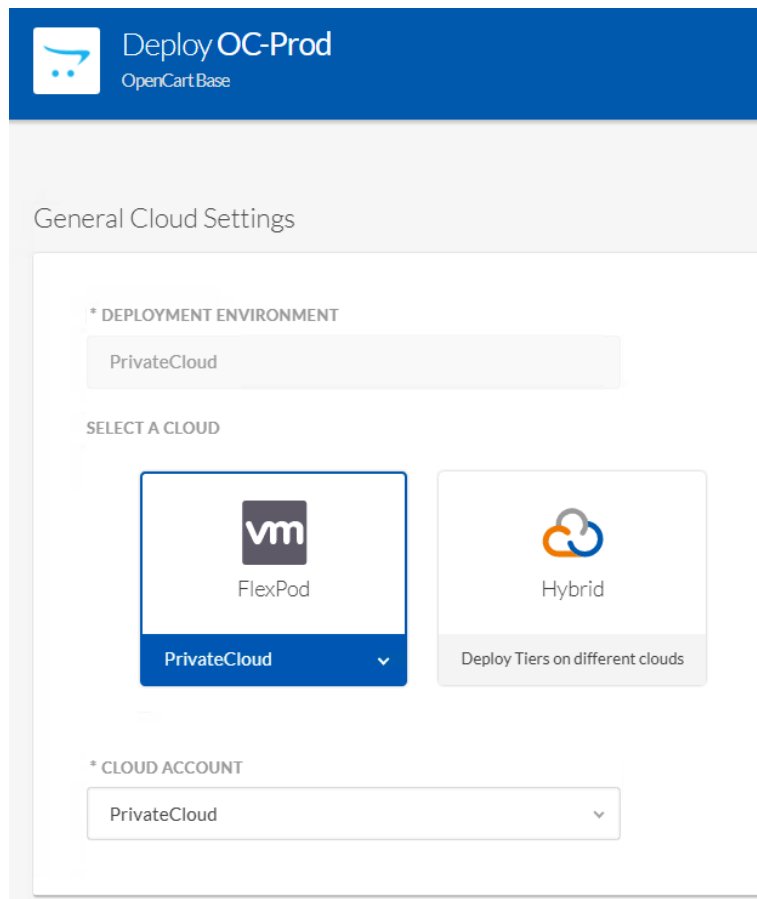 Deploy OC-Prod
OpenCart Base
General Cloud Settings
* DEPLOYMENT ENVIRONMENT
PrivateCloud
SELECT A CLOUD
vm
FlexPod
PrivateCloud
Hybrid
Deploy Tiers on different clouds
* CLOUD ACCOUNT
PrivateCloud